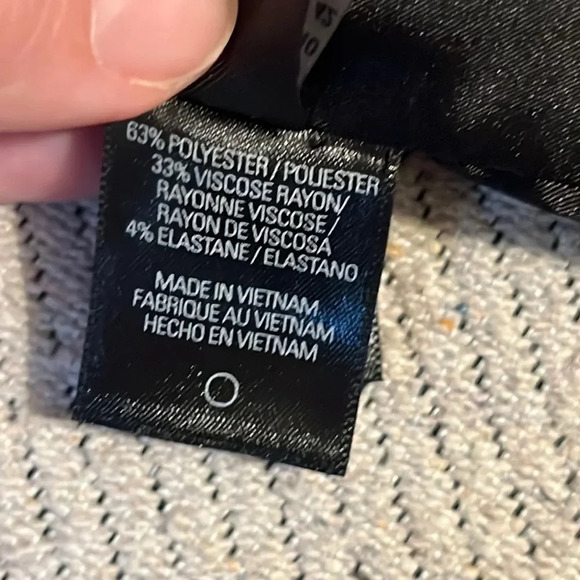 63% POLYESTER / POLIESTER
33% VISCOSE RAYON/
RAYONNE VISCOSE /
RAYON DE VISCOSA
4% ELASTANE / ELASTANO
MADE IN VIETNAM
FABRIQUE AU VIETNAM
HECHO EN VIETNAM